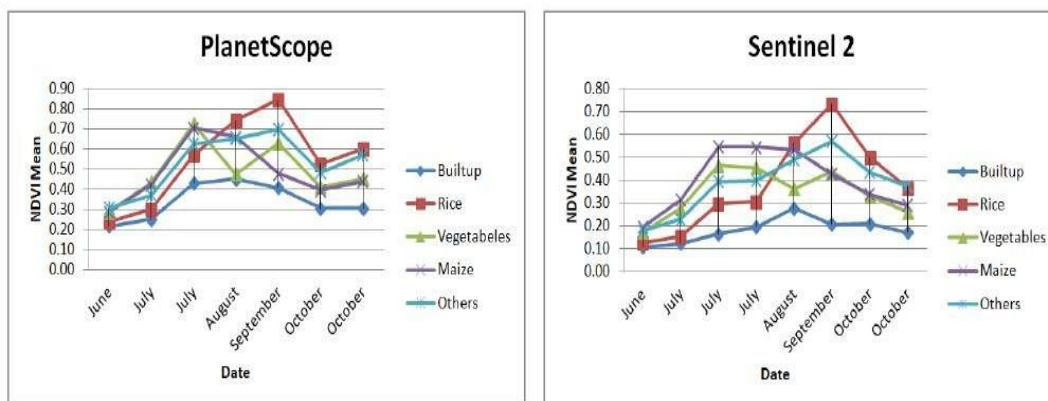 PlanetScope
0.90
0.80
0.70
0.60
0.50
0.40
0.30
0.20
0.10
0.00
NDVI Mean
June
July
July
August
September
October
October
Date
Builtup
Rice
Vegetabeles
Maize
Others
Sentinel 2
0.80
0.70
0.60
0.50
0.40
0.30
0.20
0.10
0.00
NDVI Mean
June
July
July
July
August
September
October
October
Date
Builtup
Rice
Vegetables
Maize
Others